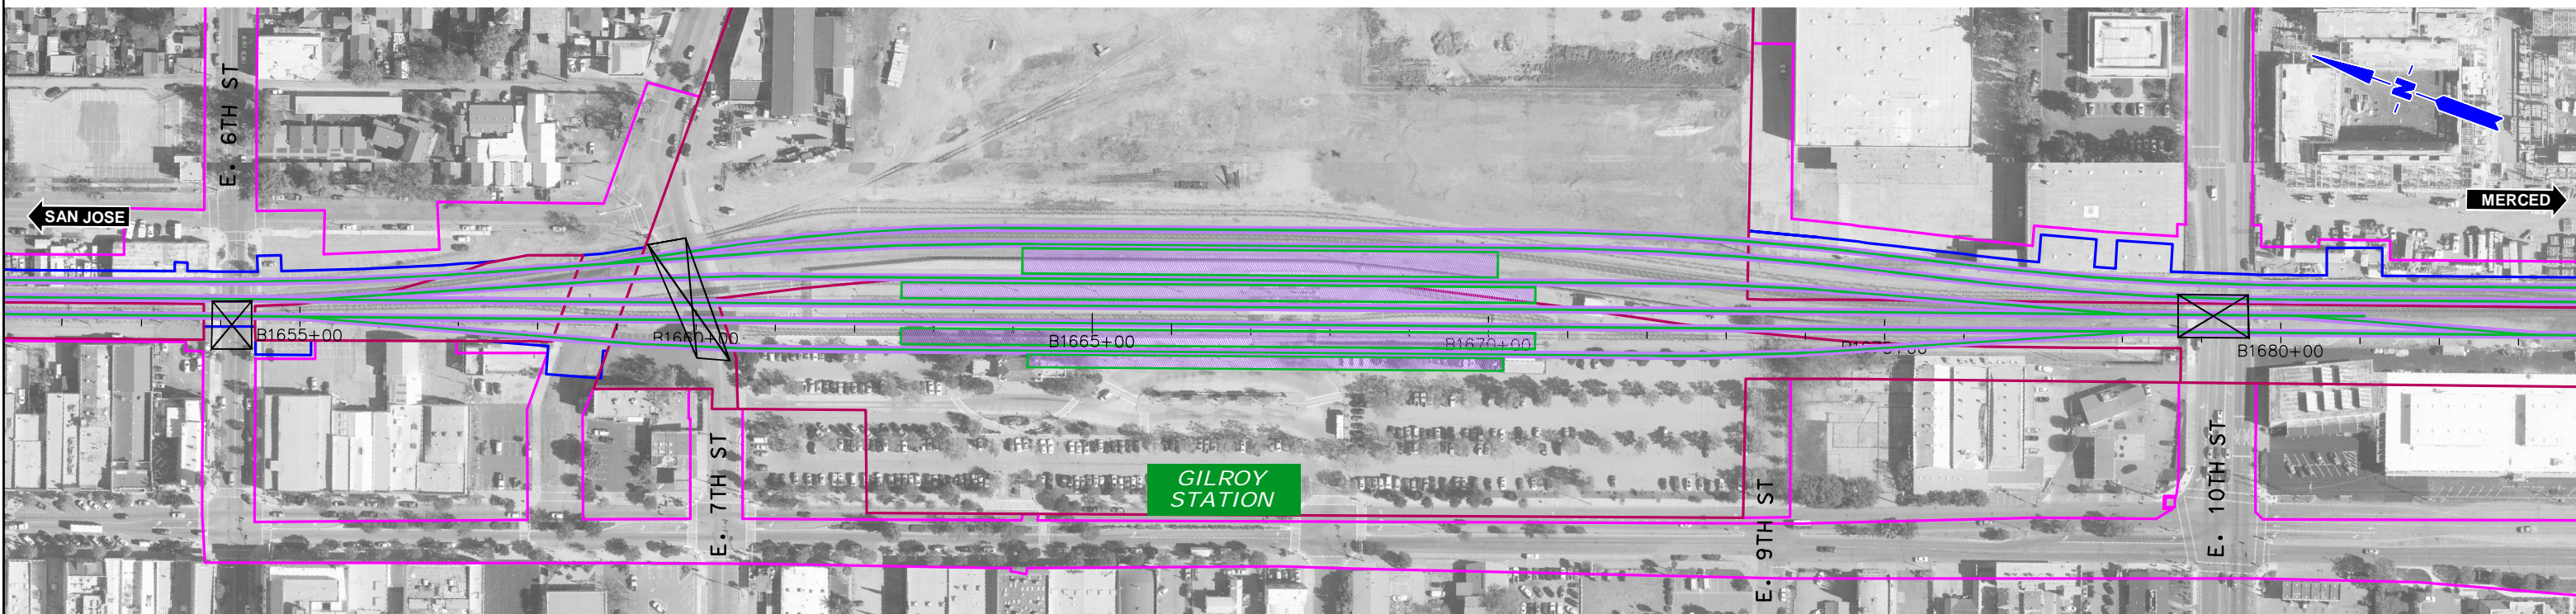 E. 6TH ST
N
SAN JOSE
MERCED
B1655+00
B1660+00
B1665+00
B1670+00
B1680+00
E. 7TH ST
GILROY
STATION
E. 9TH ST
E. 10TH ST